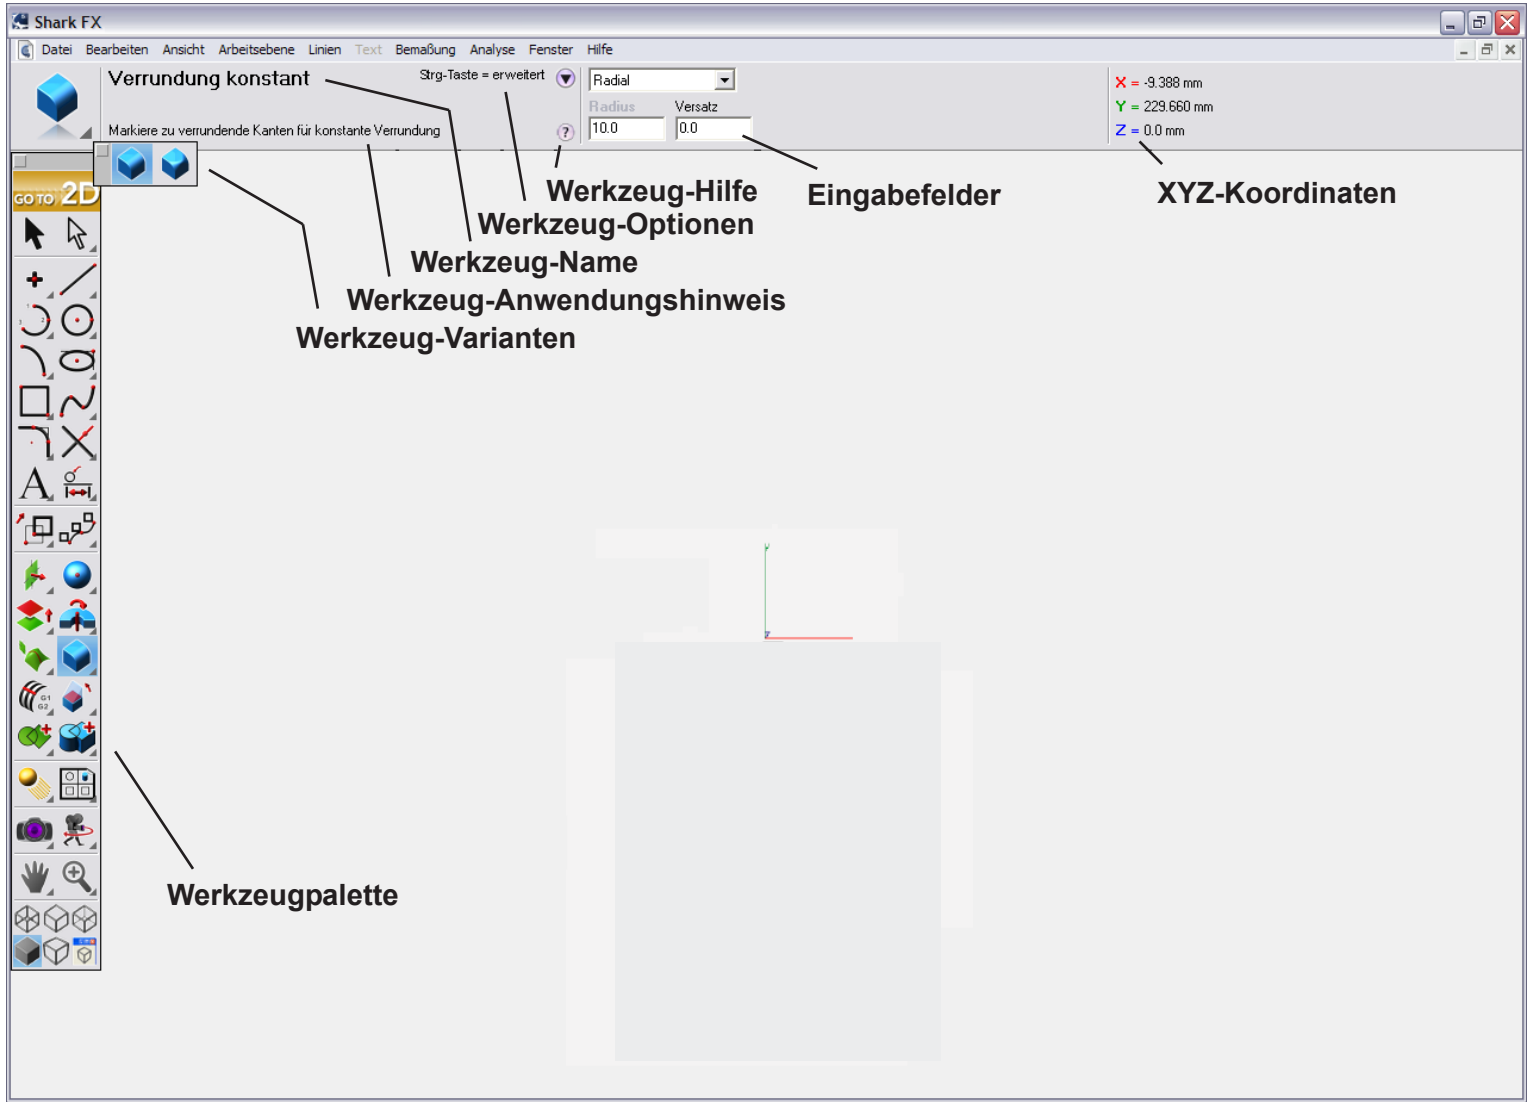 Shark FX
Datei Bearbeiten Ansicht Arbeitsebene Linien Text Bemaßung Analyse Fenster Hilfe
Verrundung konstant
Strg-Taste = erweitert
Radial
Radius Versatz
10.0 0.0
X = -9.388 mm
Y = 229.660 mm
Z = 0.0 mm
Markiere zu verrundende Kanten für konstante Verrundung
?
GO TO 2D
Werkzeug-Hilfe
Eingabefelder
XYZ-Koordinaten
Werkzeug-Optionen
Werkzeug-Name
Werkzeug-Anwendungshinweis
Werkzeug-Varianten
A
G1
G2
y
z
Werkzeugpalette